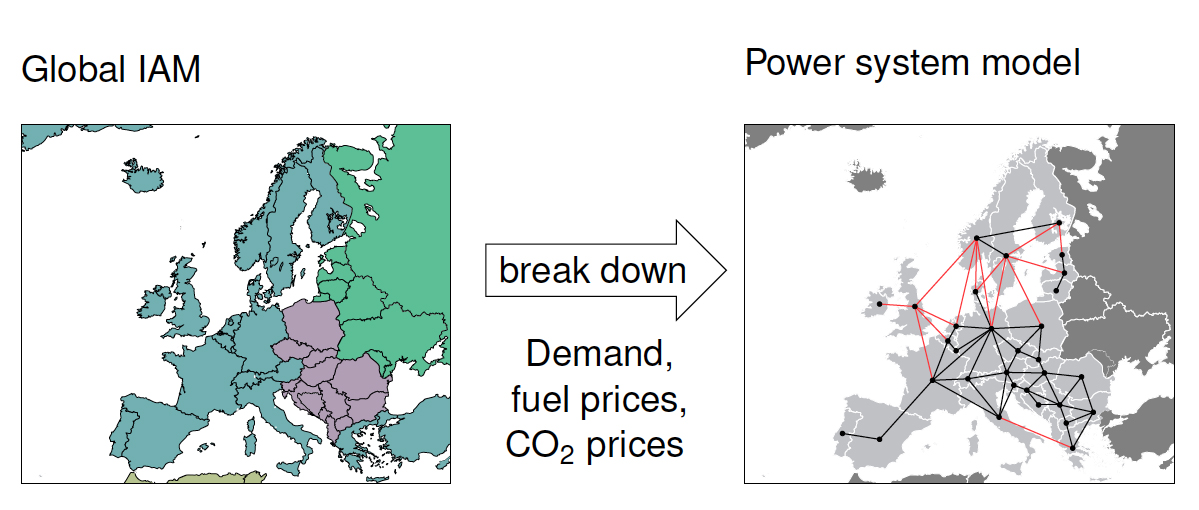 Global IAM
Power system model
break down
Demand,
fuel prices,
CO₂ prices